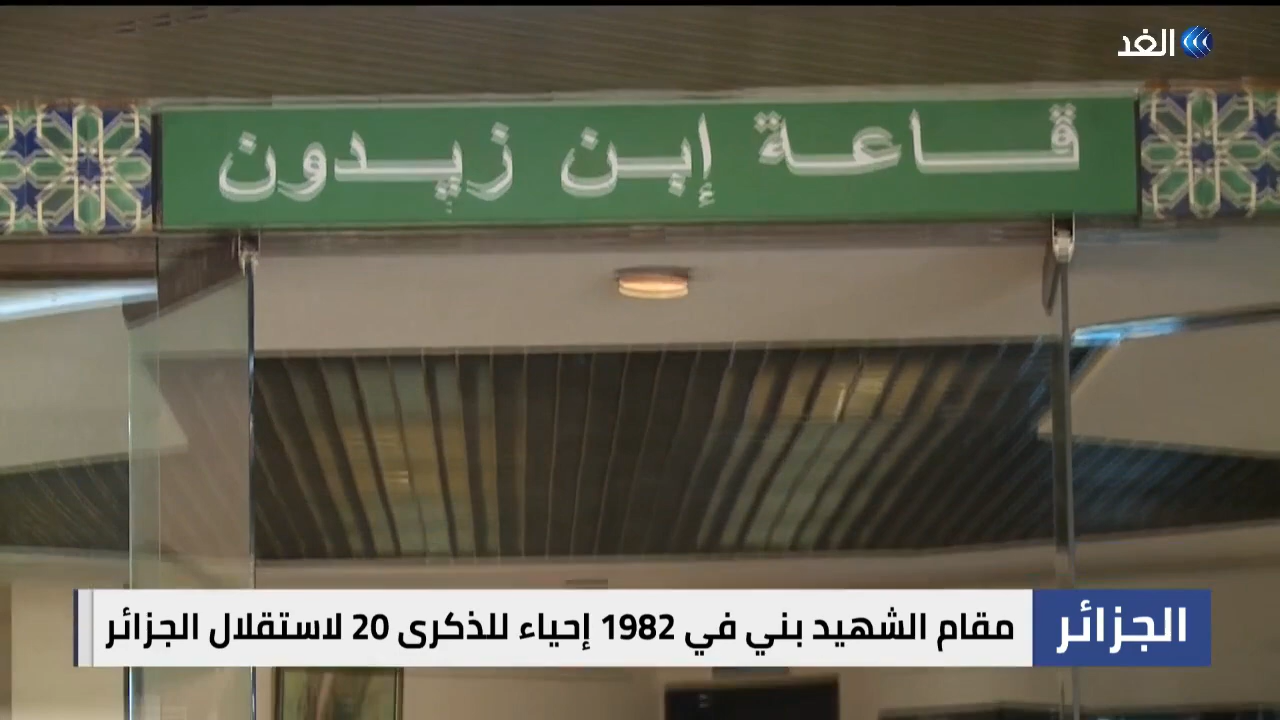 الغد
قاعة إبن زيدون
الجزائر
مقام الشهيد بني في 1982 إحياء للذكرى 20 لاستقلال الجزائر